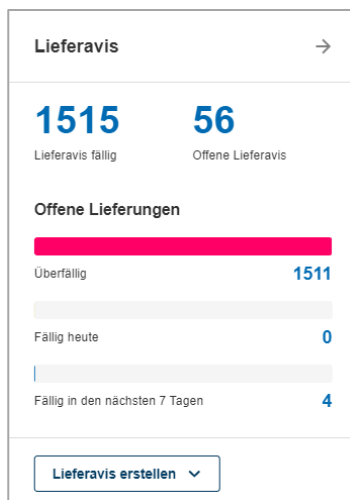 Lieferavis
1515 56
Lieferavis fällig Offene Lieferavis
Offene Lieferungen
Überfällig 1511
Fällig heute 0
Fällig in den nächsten 7 Tagen 4
Lieferavis erstellen